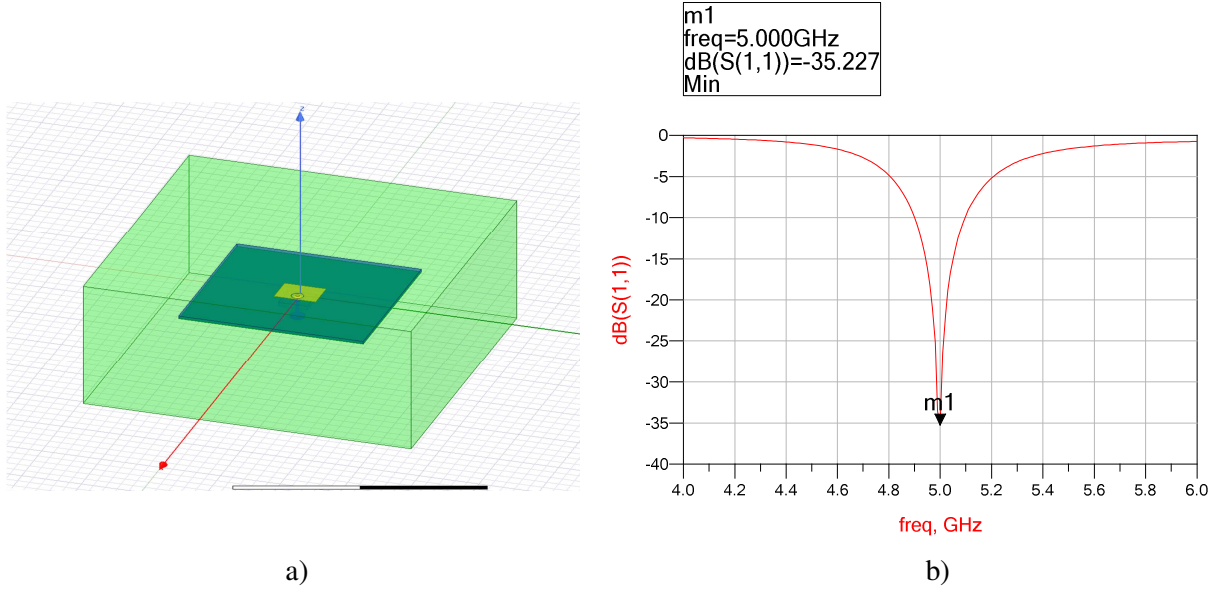 m1
freq=5.000GHz
dB(S(1,1))=-35.227
Min
z
0
-5
-10
-15
-20
-25
-30
-35
-40
dB(S(1,1))
m1
4.0 4.2 4.4 4.6 4.8 5.0 5.2 5.4 5.6 5.8 6.0
freq, GHz
a) b)